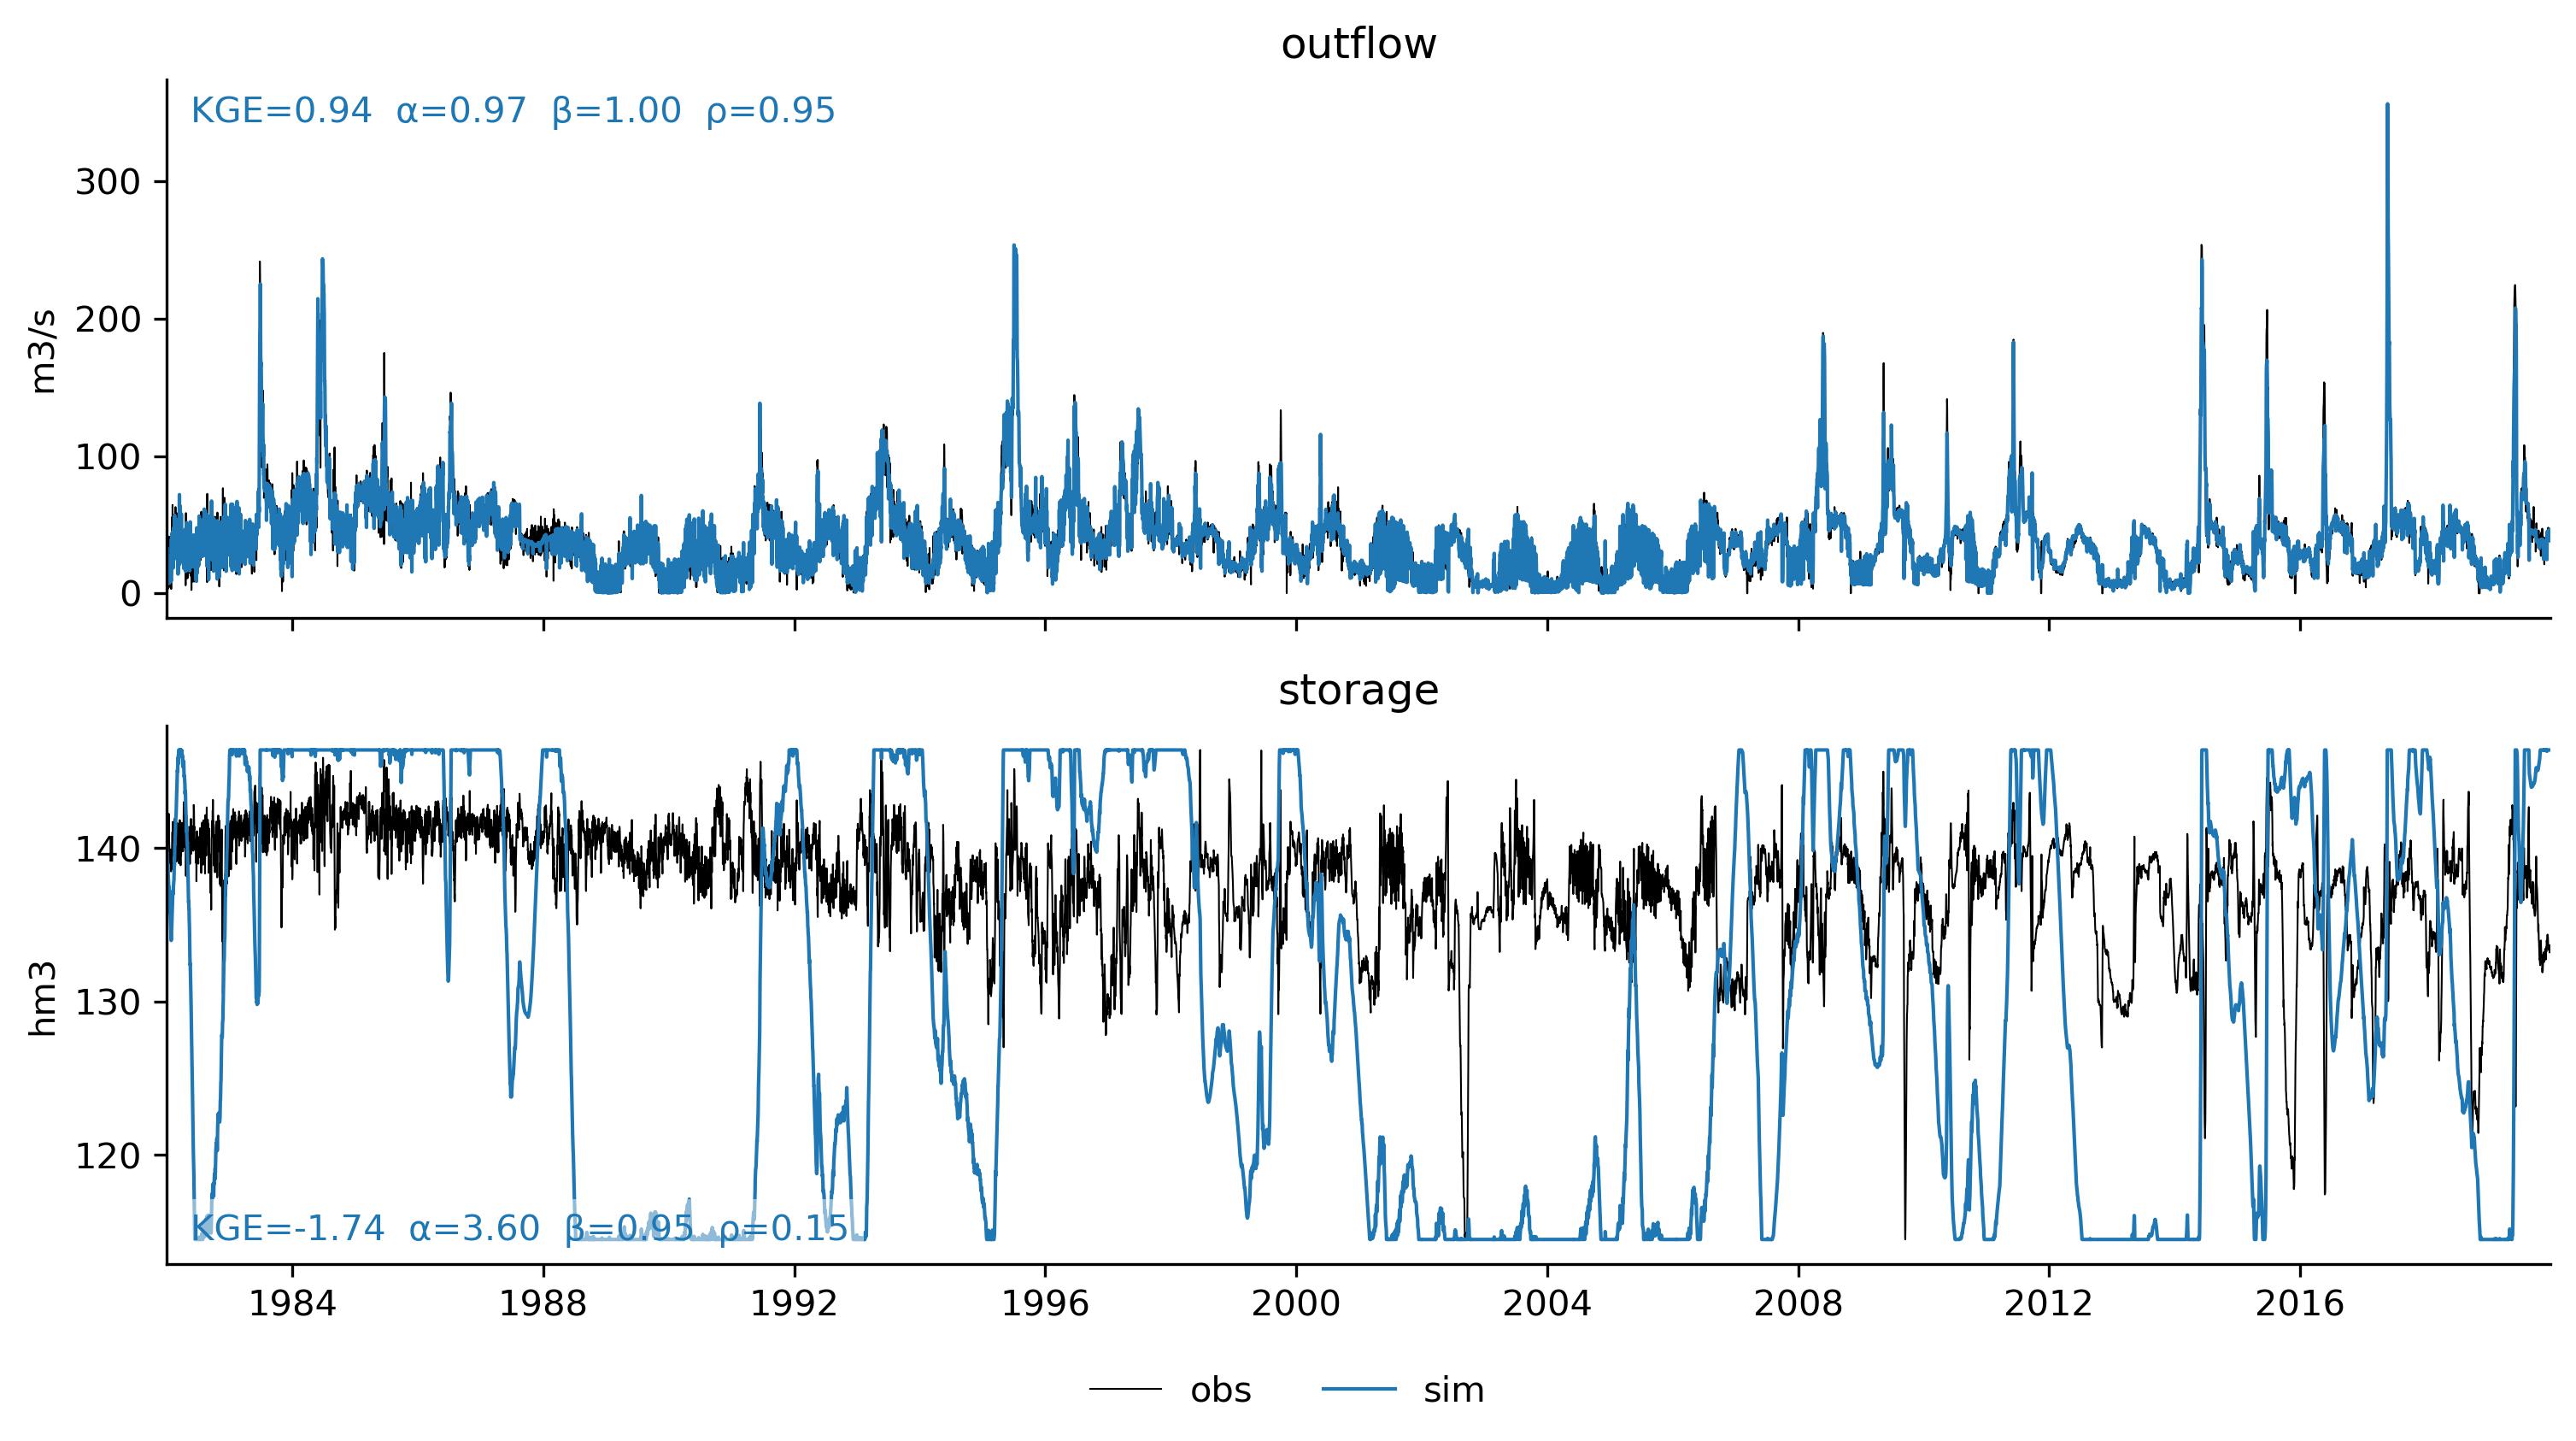 outflow
KGE=0.94 α=0.97 β=1.00 ρ=0.95
300
200
100
0
m3/s
storage
140
130
120
hm3
KGE=-1.74 α=3.60 β=0.95 ρ=0.15
1984 1988 1992 1996 2000 2004 2008 2012 2016
obs sim